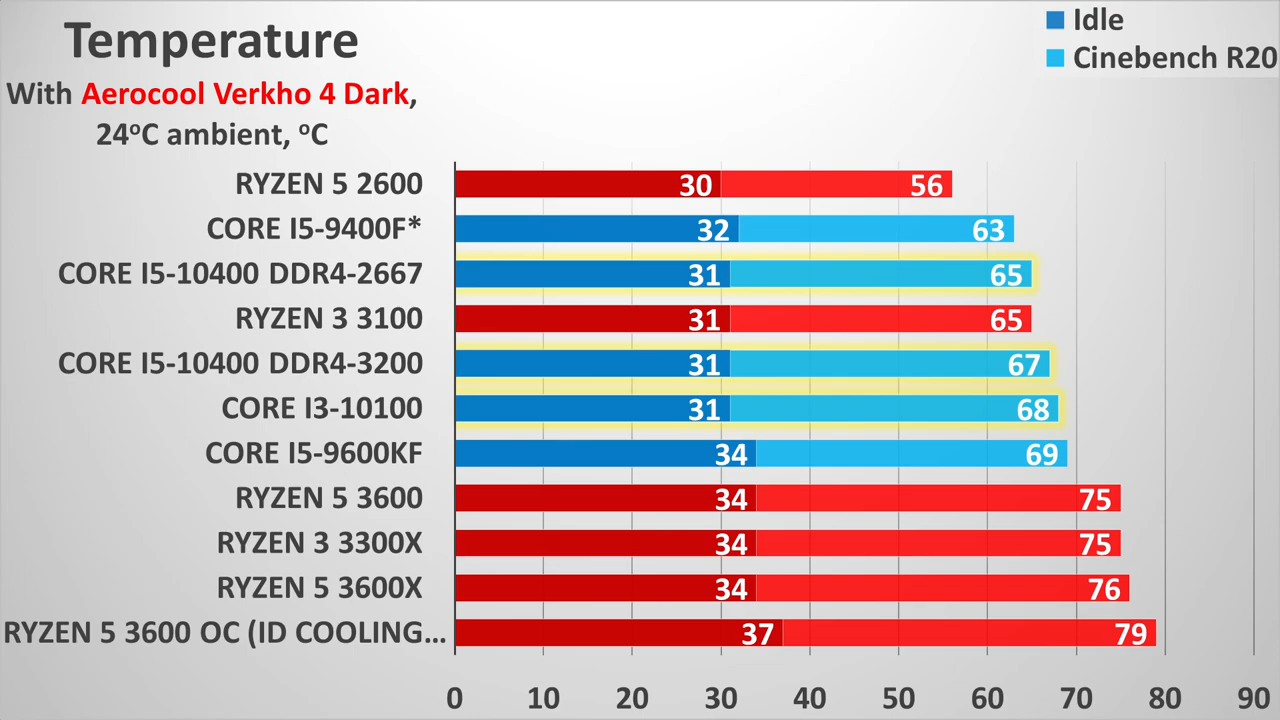 Temperature
With Aerocool Verkho 4 Dark,
24°C ambient, °C
Idle
Cinebench R20
RYZEN 5 2600 30 56
CORE I5-9400F* 32 63
CORE I5-10400 DDR4-2667 31 65
RYZEN 3 3100 31 65
CORE I5-10400 DDR4-3200 31 67
CORE I3-10100 31 68
CORE I5-9600KF 34 69
RYZEN 5 3600 34 75
RYZEN 3 3300X 34 75
RYZEN 5 3600X 34 76
RYZEN 5 3600 OC (ID COOLING... 37 79
0 10 20 30 40 50 60 70 80 90